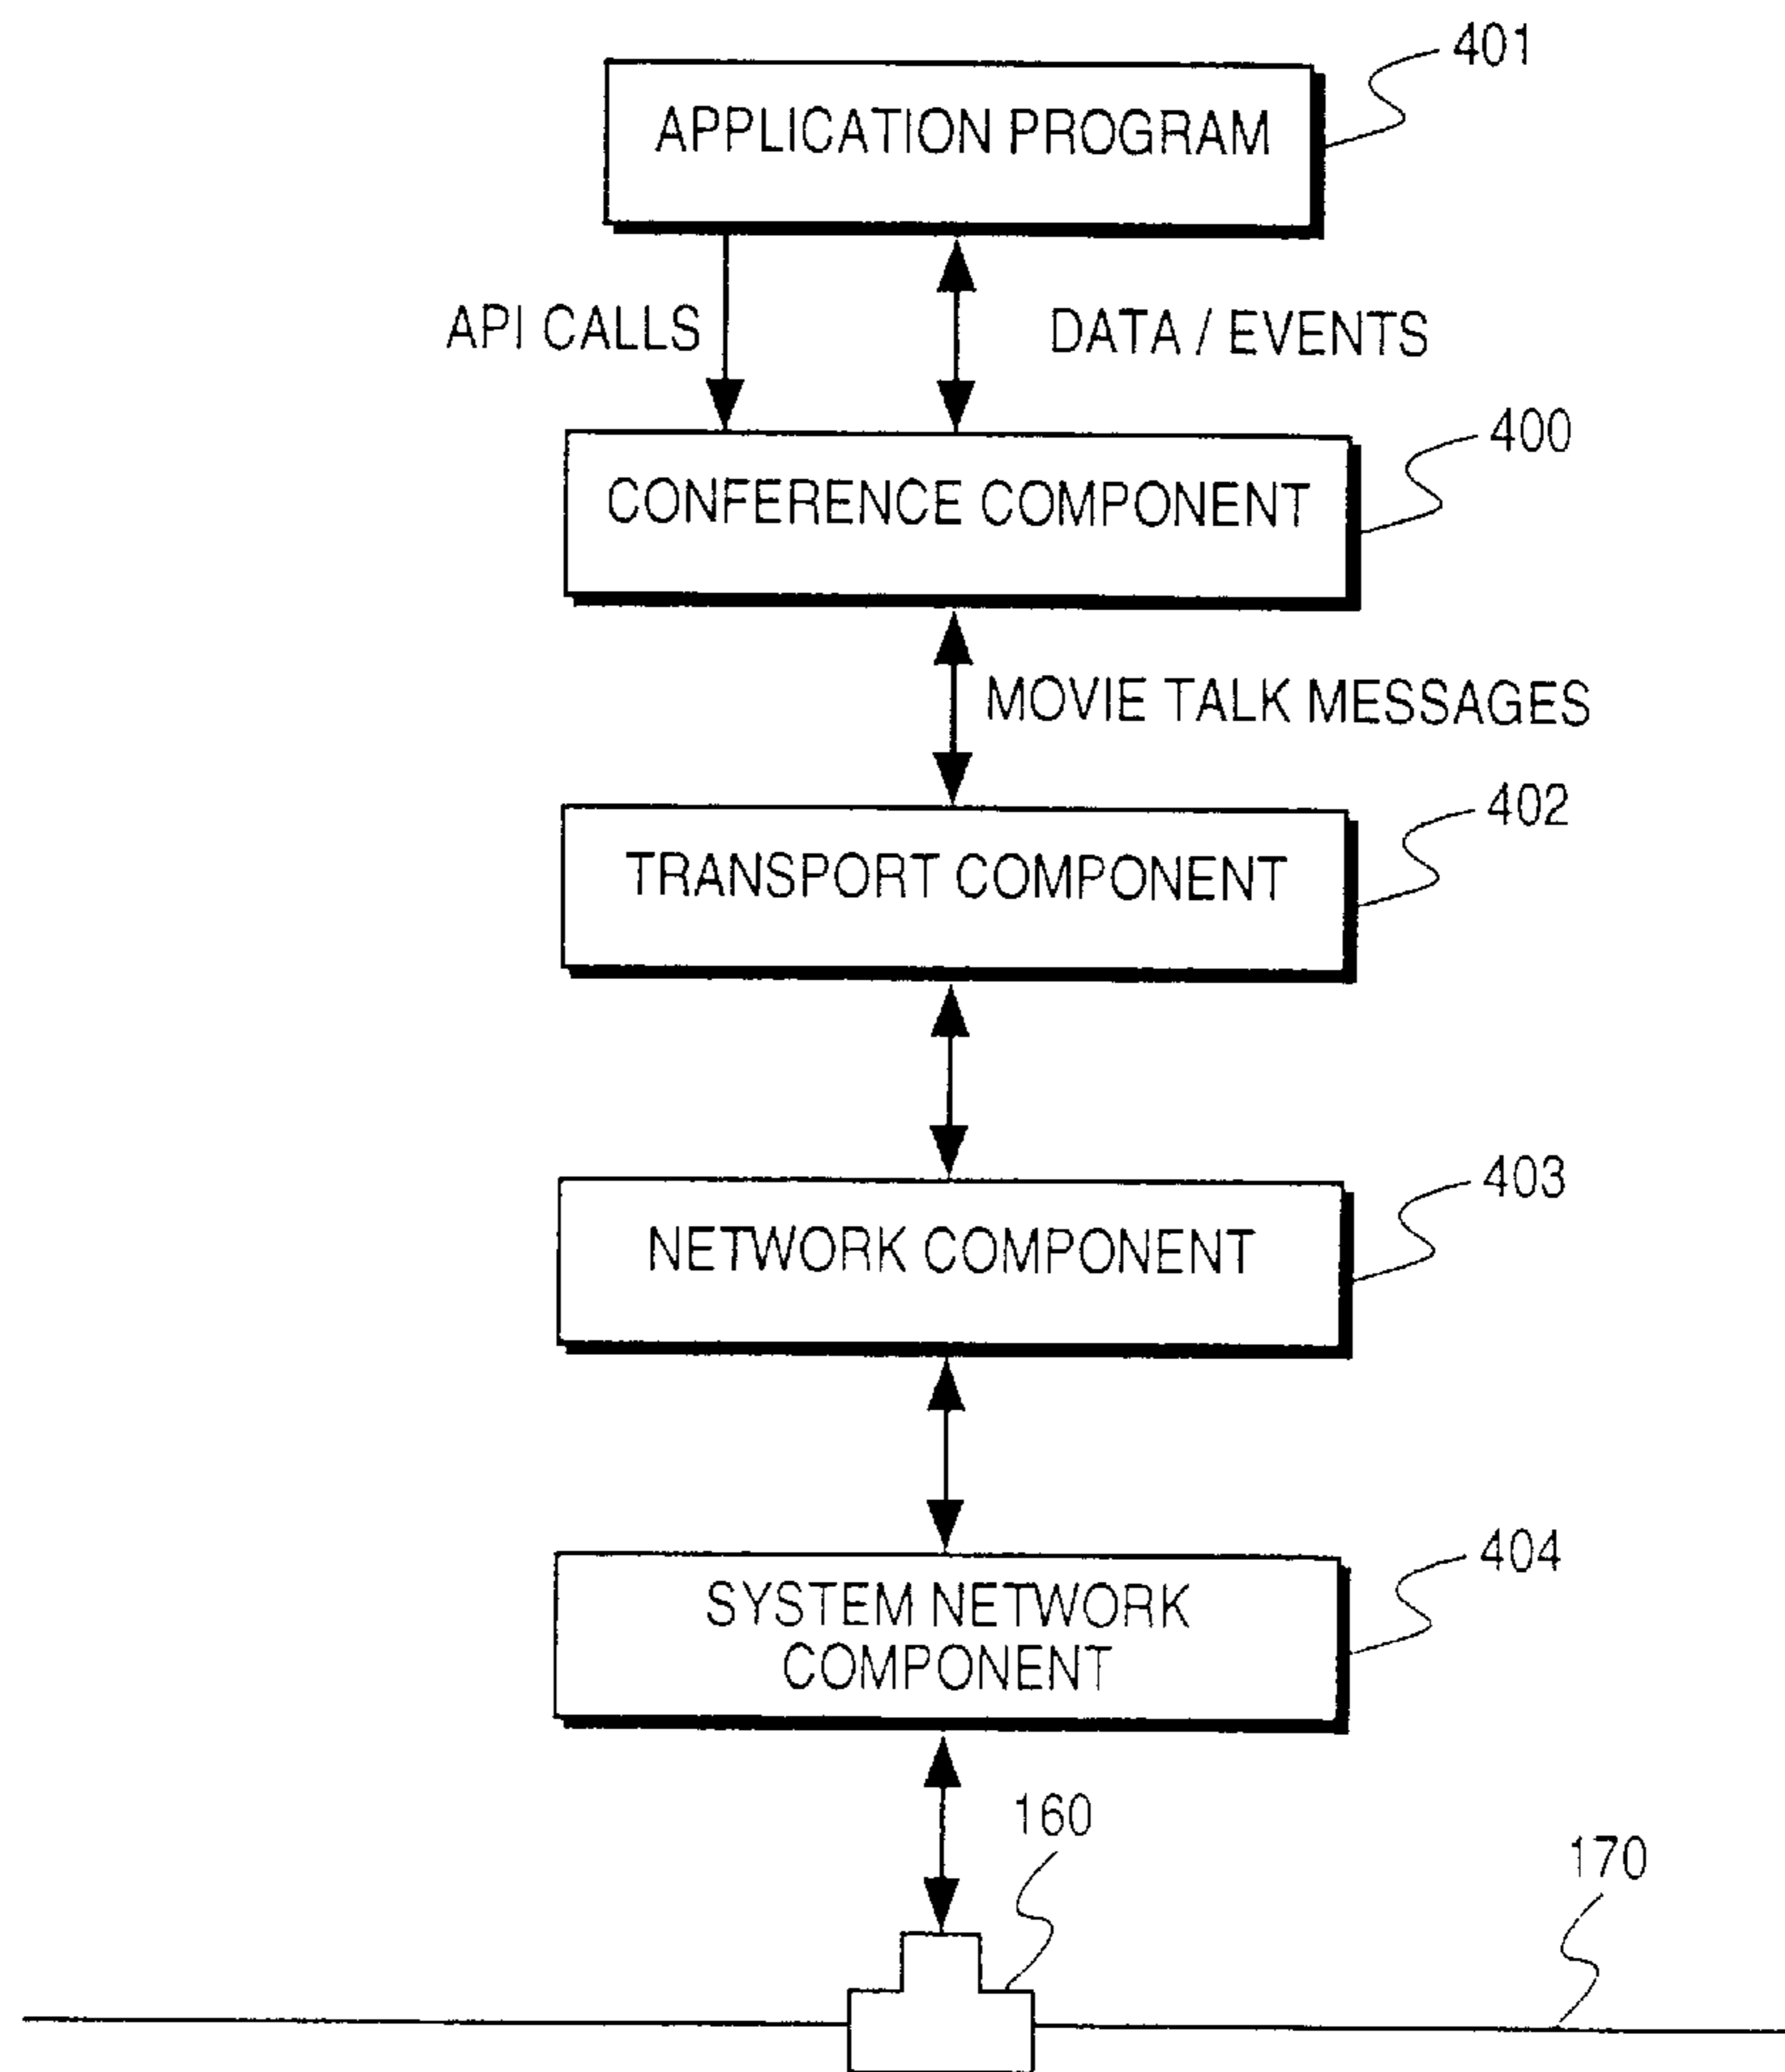 401
APPLICATION PROGRAM
API CALLS
DATA / EVENTS
400
CONFERENCE COMPONENT
MOVIE TALK MESSAGES
402
TRANSPORT COMPONENT
403
NETWORK COMPONENT
404
SYSTEM NETWORK
COMPONENT
160
170